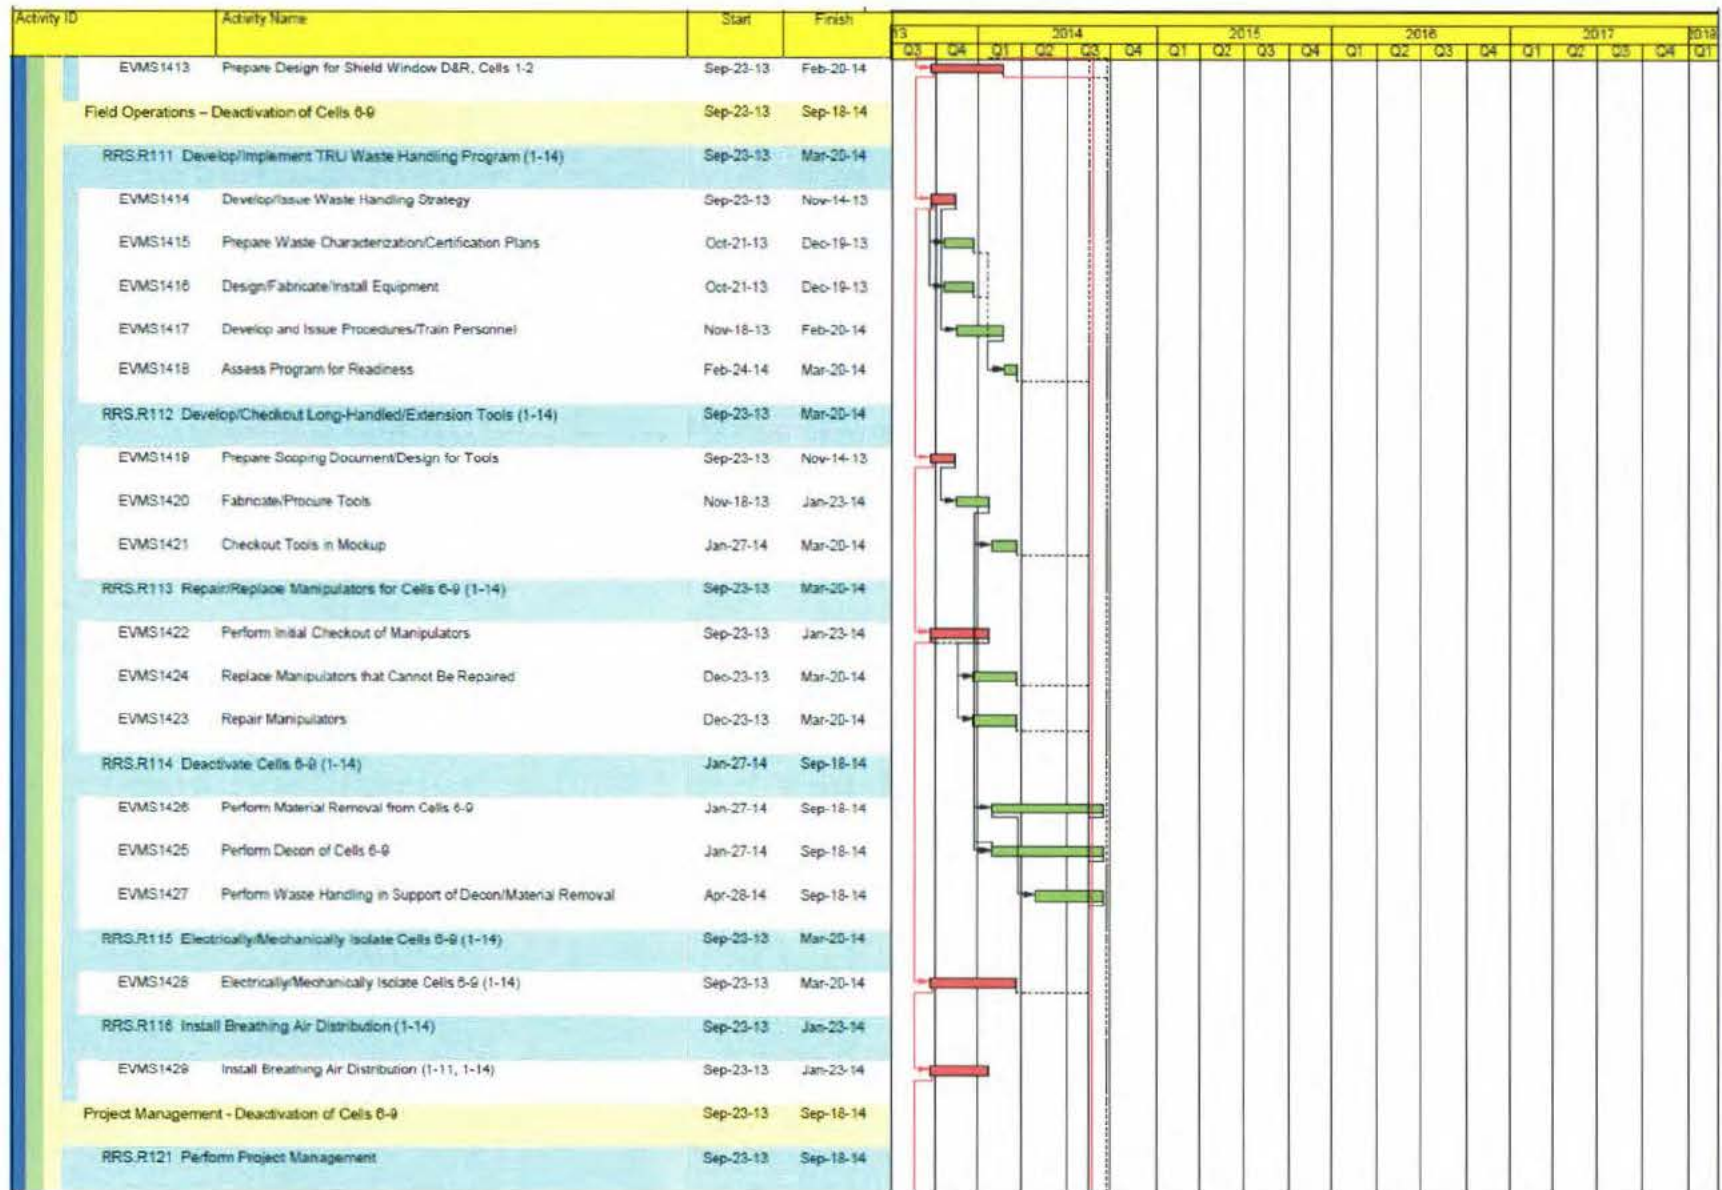 Activity ID Activity Name Start Finish
13 2014 2015 2016 2017 2018
Q3 Q4 Q1 Q2 Q3 Q4 Q1 Q2 Q3 Q4 Q1 Q2 Q3 Q4 Q1 Q2 Q3 Q4 Q1
EVMS1413 Prepare Design for Shield Window D&R, Cells 1-2 Sep-23-13 Feb-20-14
Field Operations – Deactivation of Cells 6-9 Sep-23-13 Sep-18-14
RRS.R111 Develop/Implement TRU Waste Handling Program (1-14) Sep-23-13 Mar-20-14
EVMS1414 Develop/Issue Waste Handling Strategy Sep-23-13 Nov-14-13
EVMS1415 Prepare Waste Characterization/Certification Plans Oct-21-13 Dec-19-13
EVMS1416 Design/Fabricate/Install Equipment Oct-21-13 Dec-19-13
EVMS1417 Develop and Issue Procedures/Train Personnel Nov-18-13 Feb-20-14
EVMS1418 Assess Program for Readiness Feb-24-14 Mar-20-14
RRS.R112 Develop/Checkout Long-Handled/Extension Tools (1-14) Sep-23-13 Mar-20-14
EVMS1419 Prepare Scoping Document/Design for Tools Sep-23-13 Nov-14-13
EVMS1420 Fabricate/Procure Tools Nov-18-13 Jan-23-14
EVMS1421 Checkout Tools in Mockup Jan-27-14 Mar-20-14
RRS.R113 Repair/Replace Manipulators for Cells 6-9 (1-14) Sep-23-13 Mar-20-14
EVMS1422 Perform Initial Checkout of Manipulators Sep-23-13 Jan-23-14
EVMS1424 Replace Manipulators that Cannot Be Repaired Dec-23-13 Mar-20-14
EVMS1423 Repair Manipulators Dec-23-13 Mar-20-14
RRS.R114 Deactivate Cells 6-9 (1-14) Jan-27-14 Sep-18-14
EVMS1426 Perform Material Removal from Cells 6-9 Jan-27-14 Sep-18-14
EVMS1425 Perform Decon of Cells 6-9 Jan-27-14 Sep-18-14
EVMS1427 Perform Waste Handling in Support of Decon/Material Removal Apr-28-14 Sep-18-14
RRS.R115 Electrically/Mechanically Isolate Cells 6-9 (1-14) Sep-23-13 Mar-20-14
EVMS1428 Electrically/Mechanically Isolate Cells 6-9 (1-14) Sep-23-13 Mar-20-14
RRS.R116 Install Breathing Air Distribution (1-14) Sep-23-13 Jan-23-14
EVMS1429 Install Breathing Air Distribution (1-11, 1-14) Sep-23-13 Jan-23-14
Project Management - Deactivation of Cells 6-9 Sep-23-13 Sep-18-14
RRS.R121 Perform Project Management Sep-23-13 Sep-18-14